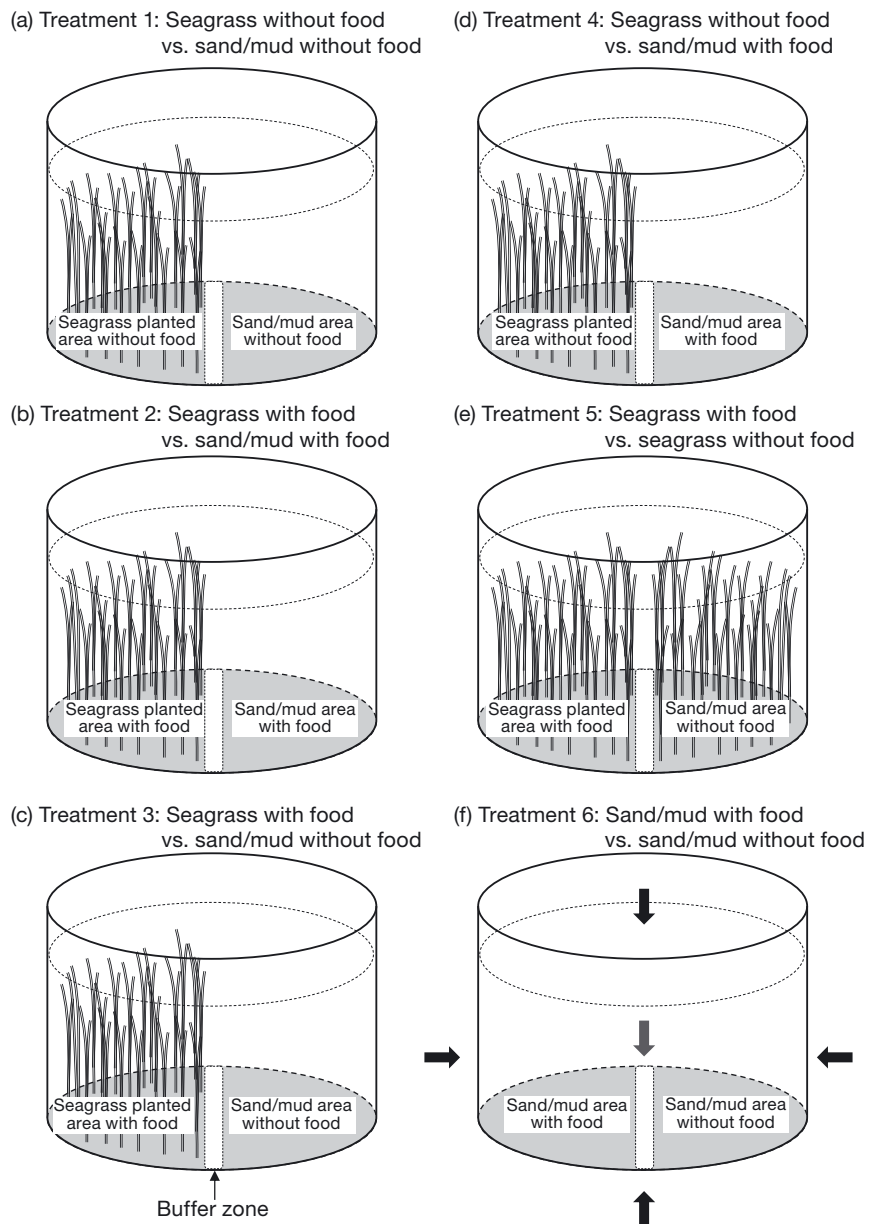 (a) Treatment 1: Seagrass without food
vs. sand/mud without food
Seagrass planted
area without food
Sand/mud area
without food
(b) Treatment 2: Seagrass with food
vs. sand/mud with food
Seagrass planted
area with food
Sand/mud area
with food
(c) Treatment 3: Seagrass with food
vs. sand/mud without food
Seagrass planted
area with food
Sand/mud area
without food
Buffer zone
(d) Treatment 4: Seagrass without food
vs. sand/mud with food
Seagrass planted
area without food
Sand/mud area
with food
(e) Treatment 5: Seagrass with food
vs. seagrass without food
Seagrass planted
area with food
Sand/mud area
without food
(f) Treatment 6: Sand/mud with food
vs. sand/mud without food
Sand/mud area
with food
Sand/mud area
without food